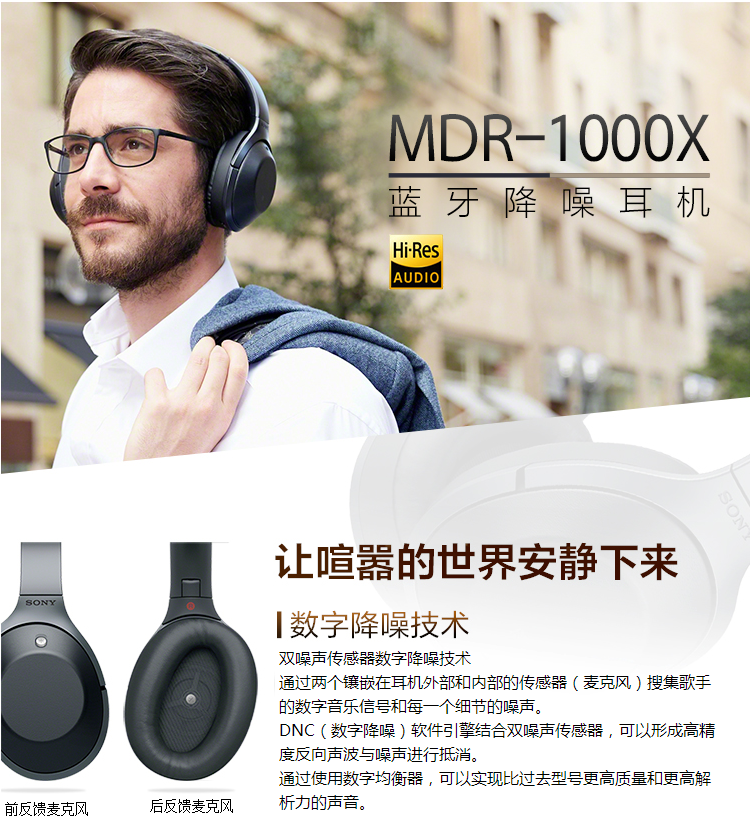 MDR-1000X
蓝牙降噪耳机
Hi-Res
AUDIO
SONY
让喧嚣的世界安静下来
数字降噪技术
双噪声传感器数字降噪技术
通过两个镶嵌在耳机外部和内部的传感器（麦克风）搜集歌手
的数字音乐信号和每一个细节的噪声。
DNC（数字降噪）软件引擎结合双噪声传感器，可以形成高精
度反向声波与噪声进行抵消。
通过使用数字均衡器，可以实现比过去型号更高质量和更高解
析力的声音。
SONY
前反馈麦克风
后反馈麦克风